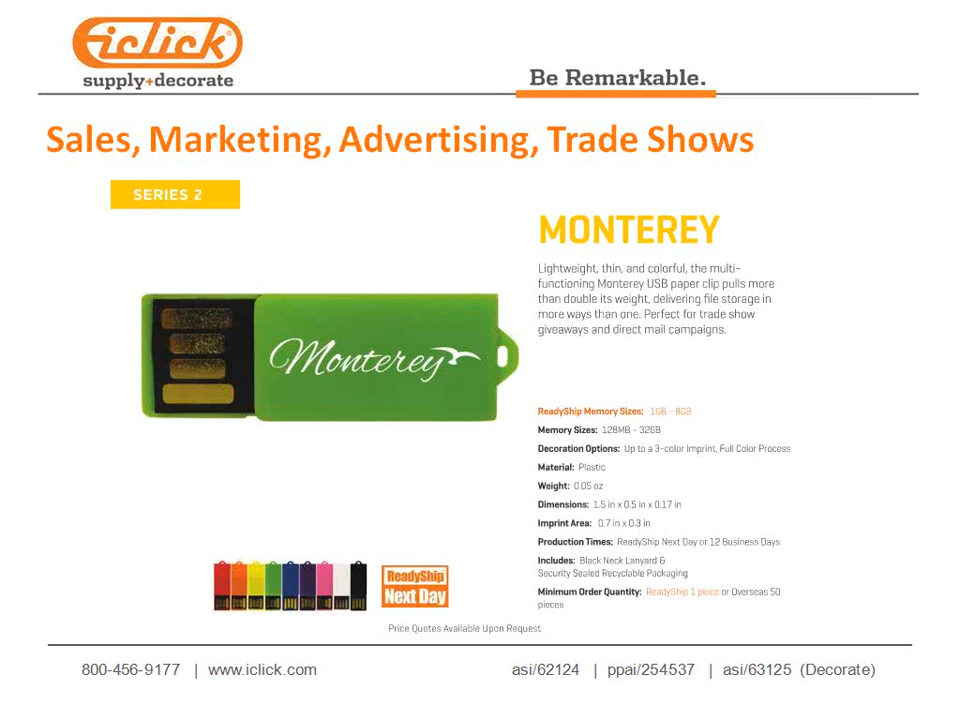 iclick®
supply+decorate
Be Remarkable.
Sales, Marketing, Advertising, Trade Shows
SERIES 2
MONTEREY
Lightweight, thin, and colorful, the multi-
functioning Monterey USB paper clip pulls more
than double its weight, delivering file storage in
more ways than one. Perfect for trade show
giveaways and direct mail campaigns.
Monterey
ReadyShip Memory Sizes: 1GB - 8GB
Memory Sizes: 128MB - 32GB
Decoration Options: Up to a 3-color Imprint, Full Color Process
Material: Plastic
Weight: 0.05 oz
Dimensions: 1.5 in x 0.5 in x 0.17 in
Imprint Area: 0.7 in x 0.3 in
Production Times: ReadyShip Next Day or 12 Business Days
Includes: Black Neck Lanyard &
Security Sealed Recyclable Packaging
Minimum Order Quantity: ReadyShip 1 piece or Overseas 50
pieces
ReadyShip
Next Day
Price Quotes Available Upon Request
800-456-9177 | www.iclick.com
asi/62124 | ppai/254537 | asi/63125 (Decorate)